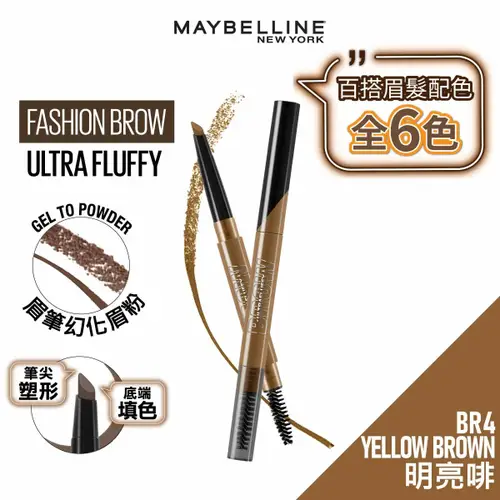 MAYBELLINE
NEW YORK
百搭眉髮配色
全6色
FASHION BROW
ULTRA FLUFFY
GEL TO POWDER
眉筆幻化眉粉
筆尖
塑形
底端
填色
BR4
YELLOW BROWN
明亮啡